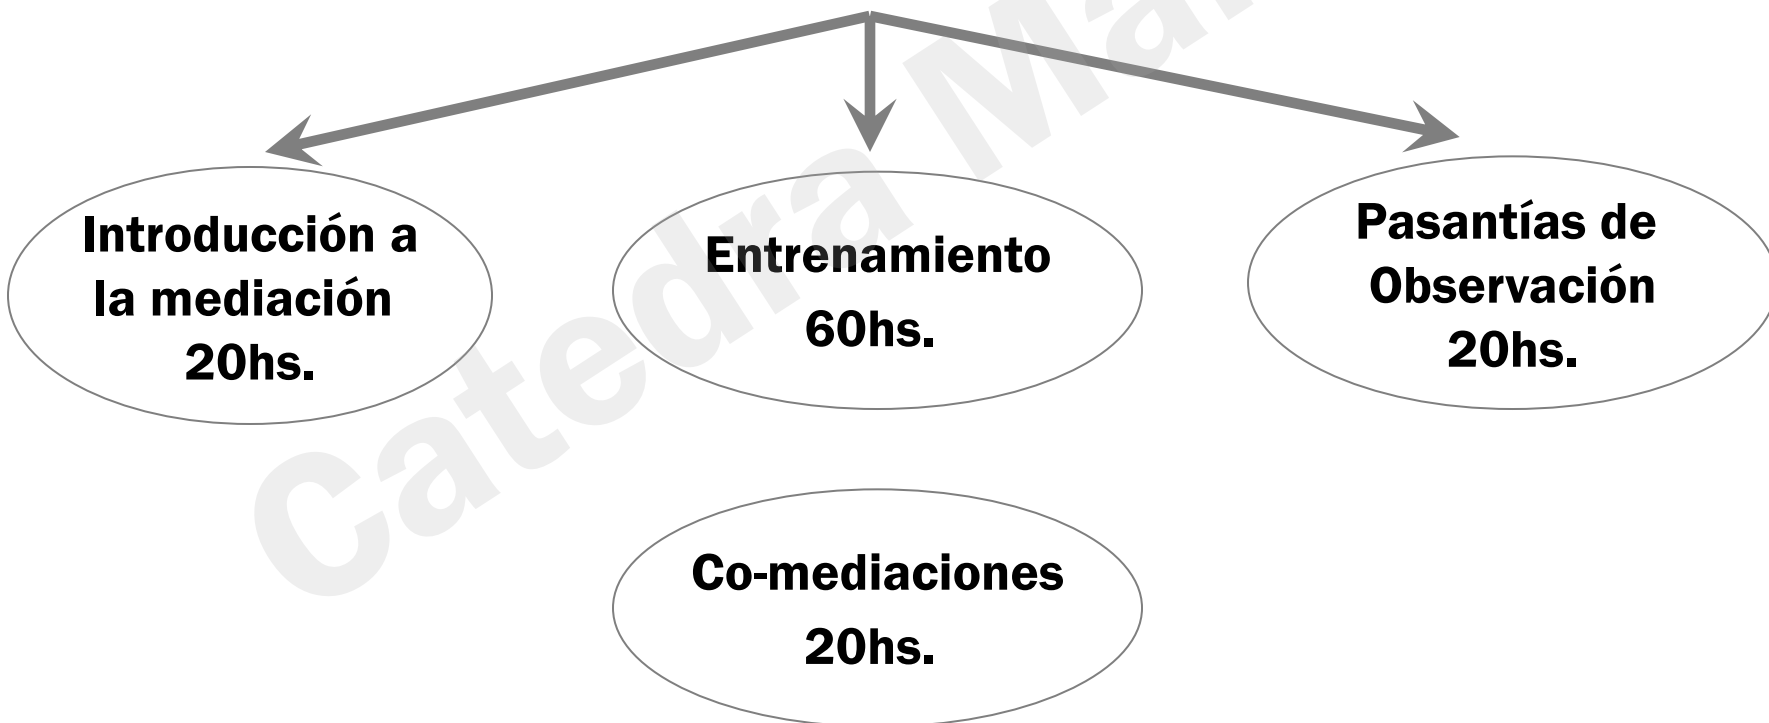 Introducción a
la mediación
20hs.
Entrenamiento
60hs.
Pasantías de
Observación
20hs.
Co-mediaciones
20hs.
Catedra